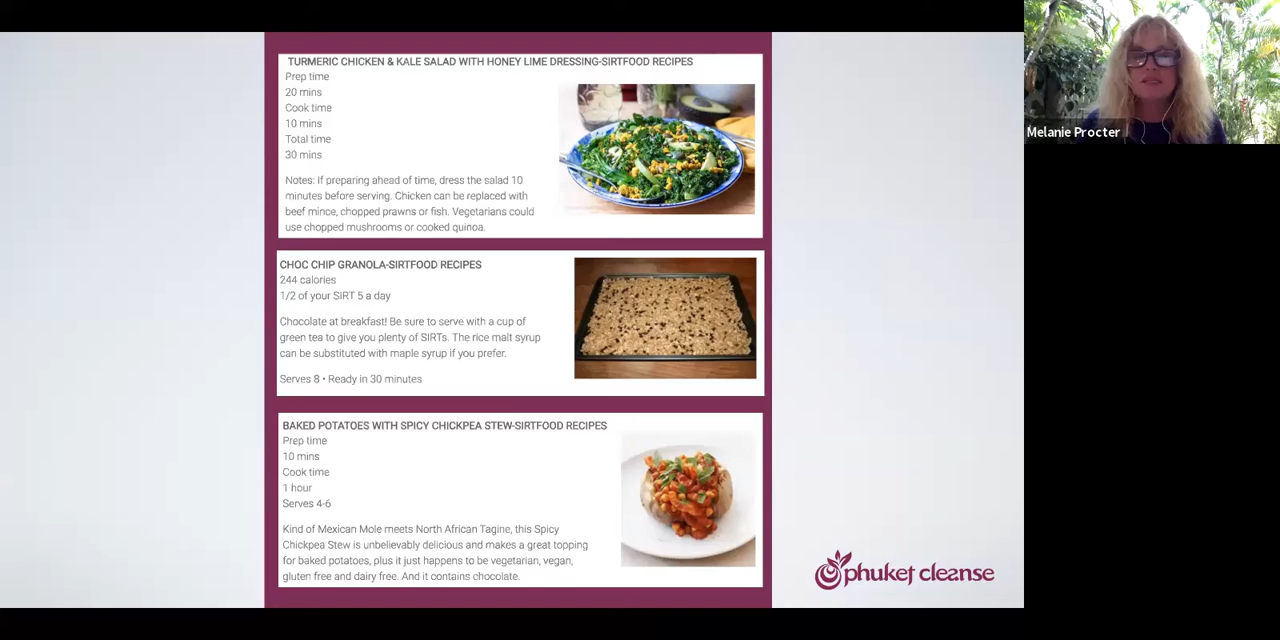 TURMERIC CHICKEN & KALE SALAD WITH HONEY LIME DRESSING-SIRTFOOD RECIPES
Prep time
20 mins
Cook time
10 mins
Total time
30 mins
Notes: If preparing ahead of time, dress the salad 10
minutes before serving. Chicken can be replaced with
beef mince, chopped prawns or fish. Vegetarians could
use chopped mushrooms or cooked quinoa.
CHOC CHIP GRANOLA-SIRTFOOD RECIPES
244 calories
1/2 of your SIRT 5 a day
Chocolate at breakfast! Be sure to serve with a cup of
green tea to give you plenty of SIRTs. The rice malt syrup
can be substituted with maple syrup if you prefer.
Serves 8 • Ready in 30 minutes
BAKED POTATOES WITH SPICY CHICKPEA STEW-SIRTFOOD RECIPES
Prep time
10 mins
Cook time
1 hour
Serves 4-6
Kind of Mexican Mole meets North African Tagine, this Spicy
Chickpea Stew is unbelievably delicious and makes a great topping
for baked potatoes, plus it just happens to be vegetarian, vegan,
gluten free and dairy free. And it contains chocolate.
phuket cleanse
Melanie Procter